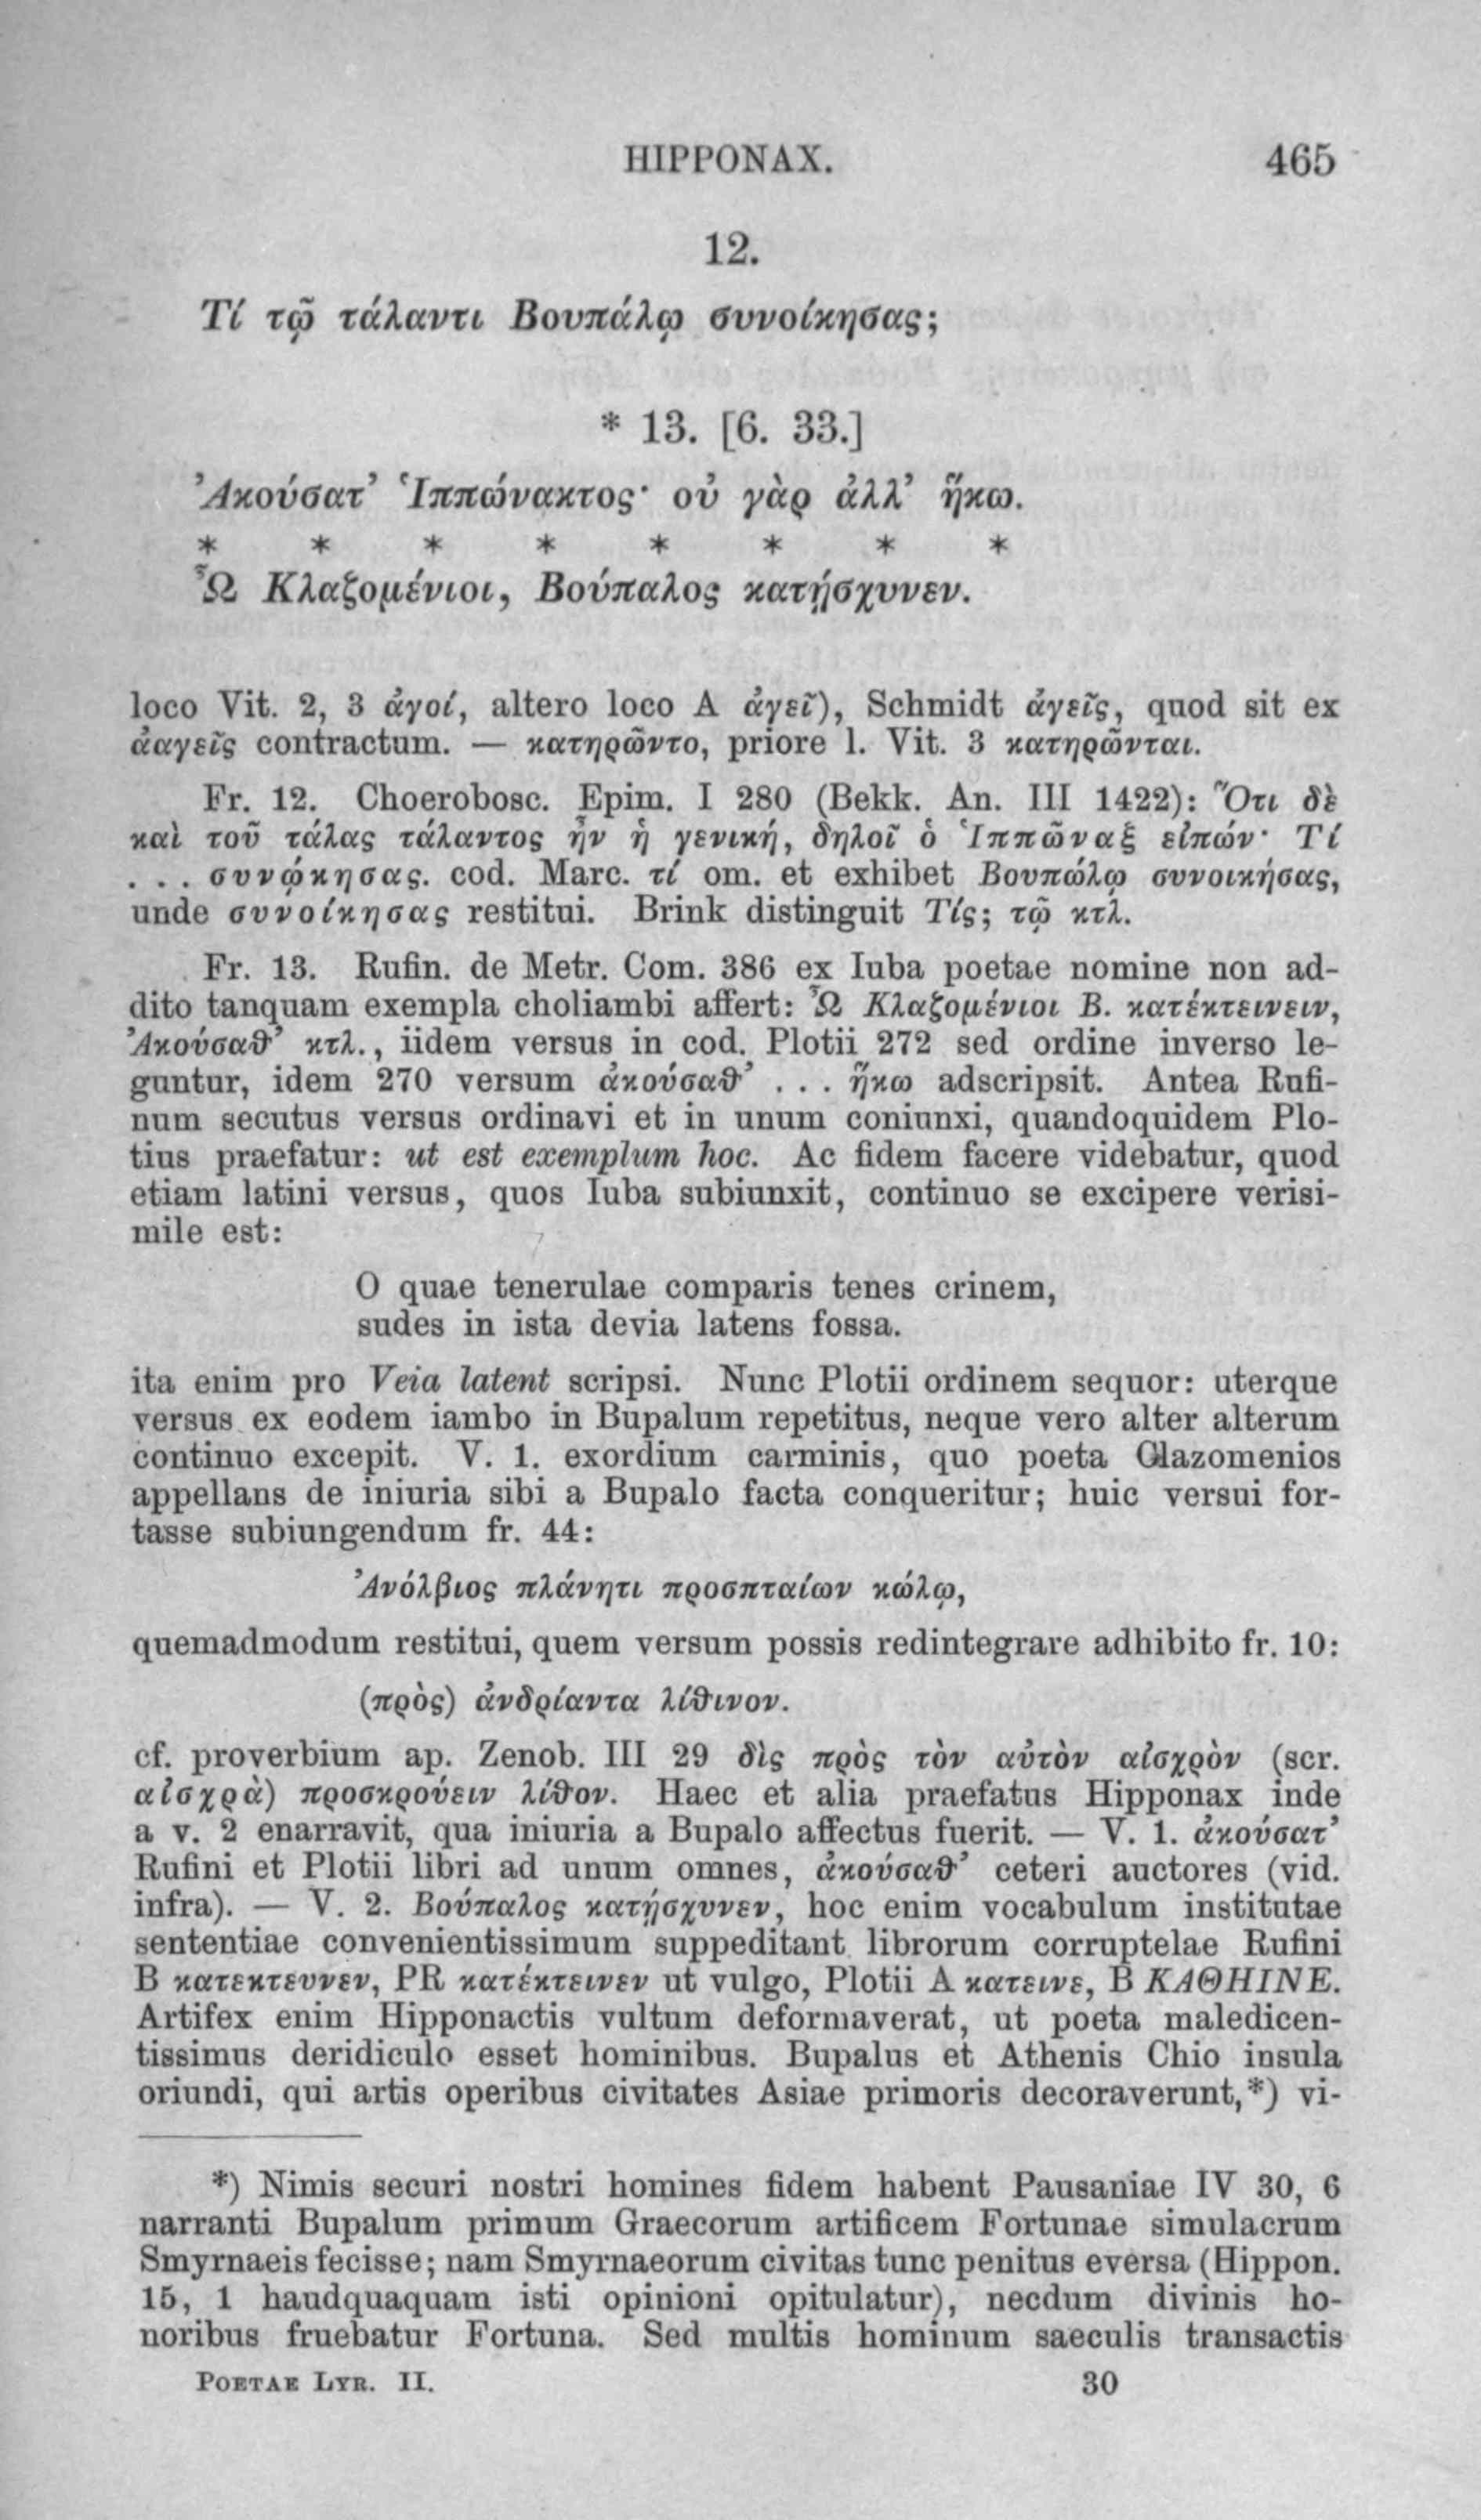 HIPPONAX. 465
12.
Τί τῷ τάλαντι Βουπάλῳ συνοίκησας;
* 13. [6. 33.]
Ἀκούσατ’ Ἱππώνακτος· οὐ γὰρ ἀλλ’ ἥκω.
* * * * * * * *
Ὦ Κλαζομένιοι, Βούπαλος κατῄσχυνεν.
loco Vit. 2, 3 ἀγοί, altero loco A ἀγεῖ), Schmidt ἀγεῖς, quod sit ex
ἀαγεῖς contractum. — κατηρῶντο, priore l. Vit. 3 κατηρῶνται.
Fr. 12. Choerobosc. Epim. I 280 (Bekk. An. III 1422): Ὅτι δὲ
καὶ τοῦ τάλας τάλαντος ἦν ἡ γενική, δηλοῖ ὁ Ἱππῶναξ εἰπών· Τί
. . . συνῴκησας. cod. Marc. τί om. et exhibet Βουπώλῳ συνοικήσας,
unde συνοίκησας restitui. Brink distinguit Τίς; τῷ κτλ.
Fr. 13. Rufin. de Metr. Com. 386 ex Iuba poetae nomine non ad-
dito tanquam exempla choliambi affert: Ὦ Κλαζομένιοι Β. κατέκτεινειν,
Ἀκούσαθ’ κτλ., iidem versus in cod. Plotii 272 sed ordine inverso le-
guntur, idem 270 versum ἀκούσαθ’ . . . ἥκω adscripsit. Antea Rufi-
num secutus versus ordinavi et in unum coniunxi, quandoquidem Plo-
tius praefatur: ut est exemplum hoc. Ac fidem facere videbatur, quod
etiam latini versus, quos Iuba subiunxit, continuo se excipere verisi-
mile est:
O quae tenerulae comparis tenes crinem,
sudes in ista devia latens fossa.
ita enim pro Veia latent scripsi. Nunc Plotii ordinem sequor: uterque
versus ex eodem iambo in Bupalum repetitus, neque vero alter alterum
continuo excepit. V. 1. exordium carminis, quo poeta Clazomenios
appellans de iniuria sibi a Bupalo facta conqueritur; huic versui for-
tasse subiungendum fr. 44:
Ἀνόλβιος πλάνητι προσπταίων κώλῳ,
quemadmodum restitui, quem versum possis redintegrare adhibito fr. 10:
(πρὸς) ἀνδρίαντα λίθινον.
cf. proverbium ap. Zenob. III 29 δὶς πρὸς τὸν αὐτὸν αἰσχρὸν (scr.
αἰσχρὰ) προσκρούειν λίθον. Haec et alia praefatus Hipponax inde
a v. 2 enarravit, qua iniuria a Bupalo affectus fuerit. — V. 1. ἀκούσατ’
Rufini et Plotii libri ad unum omnes, ἀκούσαθ’ ceteri auctores (vid.
infra). — V. 2. Βούπαλος κατῄσχυνεν, hoc enim vocabulum institutae
sententiae convenientissimum suppeditant librorum corruptelae Rufini
B κατεκτευνεν, PR κατέκτεινεν ut vulgo, Plotii A κατεινε, B ΚΑΘΗΙΝΕ.
Artifex enim Hipponactis vultum deformaverat, ut poeta maledicen-
tissimus deridiculo esset hominibus. Bupalus et Athenis Chio insula
oriundi, qui artis operibus civitates Asiae primoris decoraverunt,*) vi-
*) Nimis securi nostri homines fidem habent Pausaniae IV 30, 6
narranti Bupalum primum Graecorum artificem Fortunae simulacrum
Smyrnaeis fecisse; nam Smyrnaeorum civitas tunc penitus eversa (Hippon.
15, 1 haudquaquam isti opinioni opitulatur), necdum divinis ho-
noribus fruebatur Fortuna. Sed multis hominum saeculis transactis
POETAE LYR. II. 30